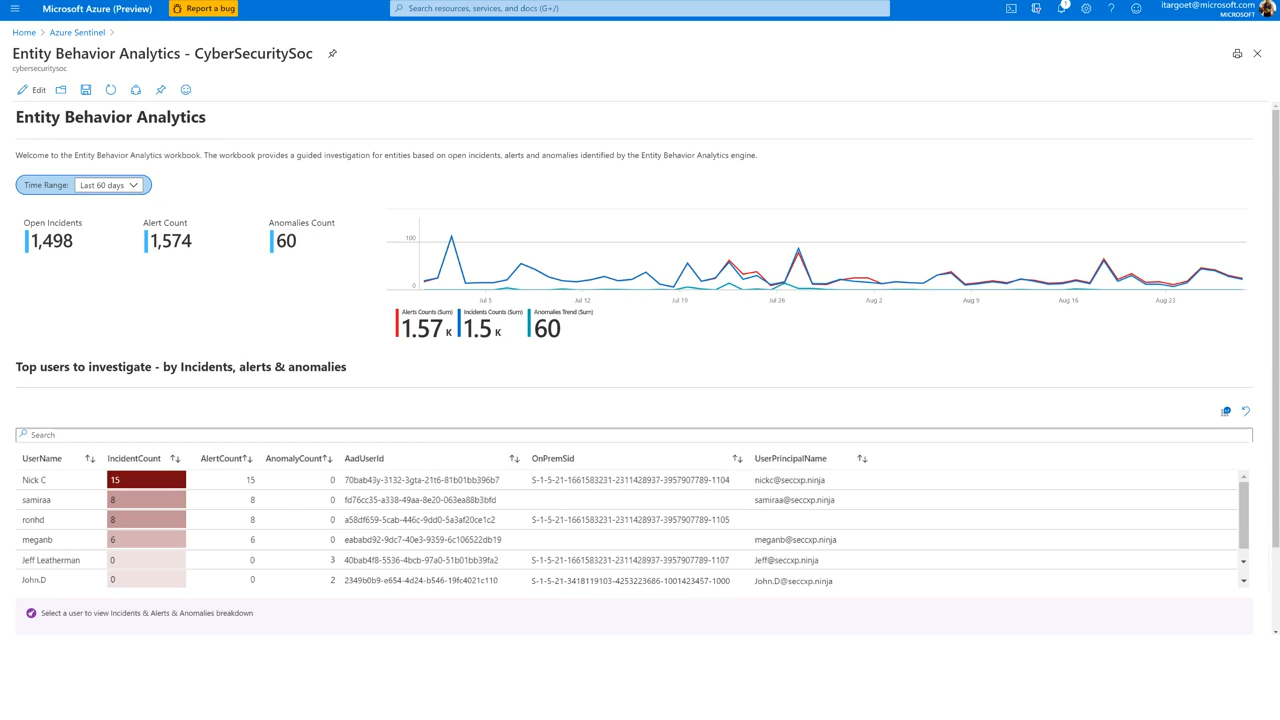 Microsoft Azure (Preview)
Report a bug
Search resources, services, and docs (G+/)
1
itargoet@microsoft.com
MICROSOFT
Home > Azure Sentinel >
Entity Behavior Analytics - CyberSecuritySoc
cybersecuritysoc
Edit
Entity Behavior Analytics
Welcome to the Entity Behavior Analytics workbook. The workbook provides a guided investigation for entities based on open incidents, alerts and anomalies identified by the Entity Behavior Analytics engine.
Time Range: Last 60 days
Open Incidents
1,498
Alert Count
1,574
Anomalies Count
60
100
0
Jul 5 Jul 12 Jul 19 Jul 26 Aug 2 Aug 9 Aug 16 Aug 23
Alerts Counts (Sum) Incidents Counts (Sum) Anomalies Trend (Sum)
1.57 K 1.5 K 60
Top users to investigate - by Incidents, alerts & anomalies
Search
UserName IncidentCount AlertCount AnomalyCount AadUserId OnPremSid UserPrincipalName
Nick C 15 15 0 70bab43y-3132-3gta-21t6-81b01bb396b7 S-1-5-21-1661583231-2311428937-3957907789-1104 nickc@seccxp.ninja
samiraa 8 8 0 fd76cc35-a338-49aa-8e20-063ea88b3bfd samiraa@seccxp.ninja
ronhd 8 8 0 a58df659-5cab-446c-9dd0-5a3af20ce1c2 S-1-5-21-1661583231-2311428937-3957907789-1105
meganb 6 6 0 eababd92-9dc7-40e3-9359-6c106522db19 meganb@seccxp.ninja
Jeff Leatherman 0 0 3 40bab4f8-5536-4bcb-97a0-51b01bb39fa2 S-1-5-21-1661583231-2311428937-3957907789-1107 Jeff@seccxp.ninja
John.D 0 0 2 2349b0b9-e654-4d24-b546-19fc4021c110 S-1-5-21-3418119103-4253223686-1001423457-1000 John.D@seccxp.ninja
Select a user to view Incidents & Alerts & Anomalies breakdown